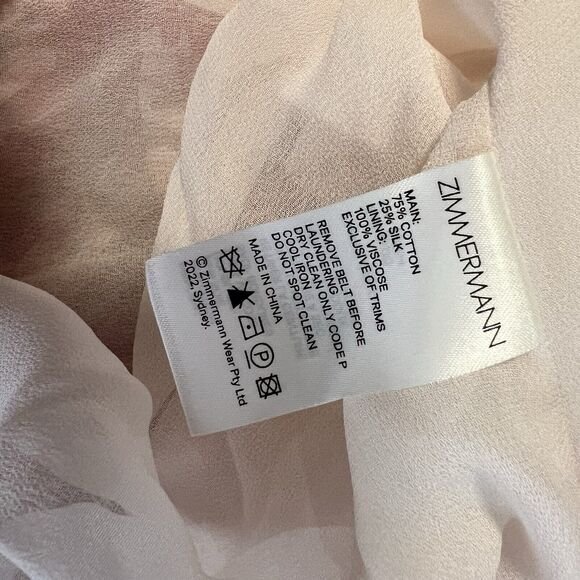 ZIMMERMANN
MAIN:
75% COTTON
25% SILK
LINING:
100% VISCOSE
EXCLUSIVE OF TRIMS
REMOVE BELT BEFORE
LAUNDERING
DRY CLEAN ONLY CODE P
COOL IRON
DO NOT SPOT CLEAN
MADE IN CHINA
P
© Zimmermann Wear Pty Ltd
2022, Sydney.